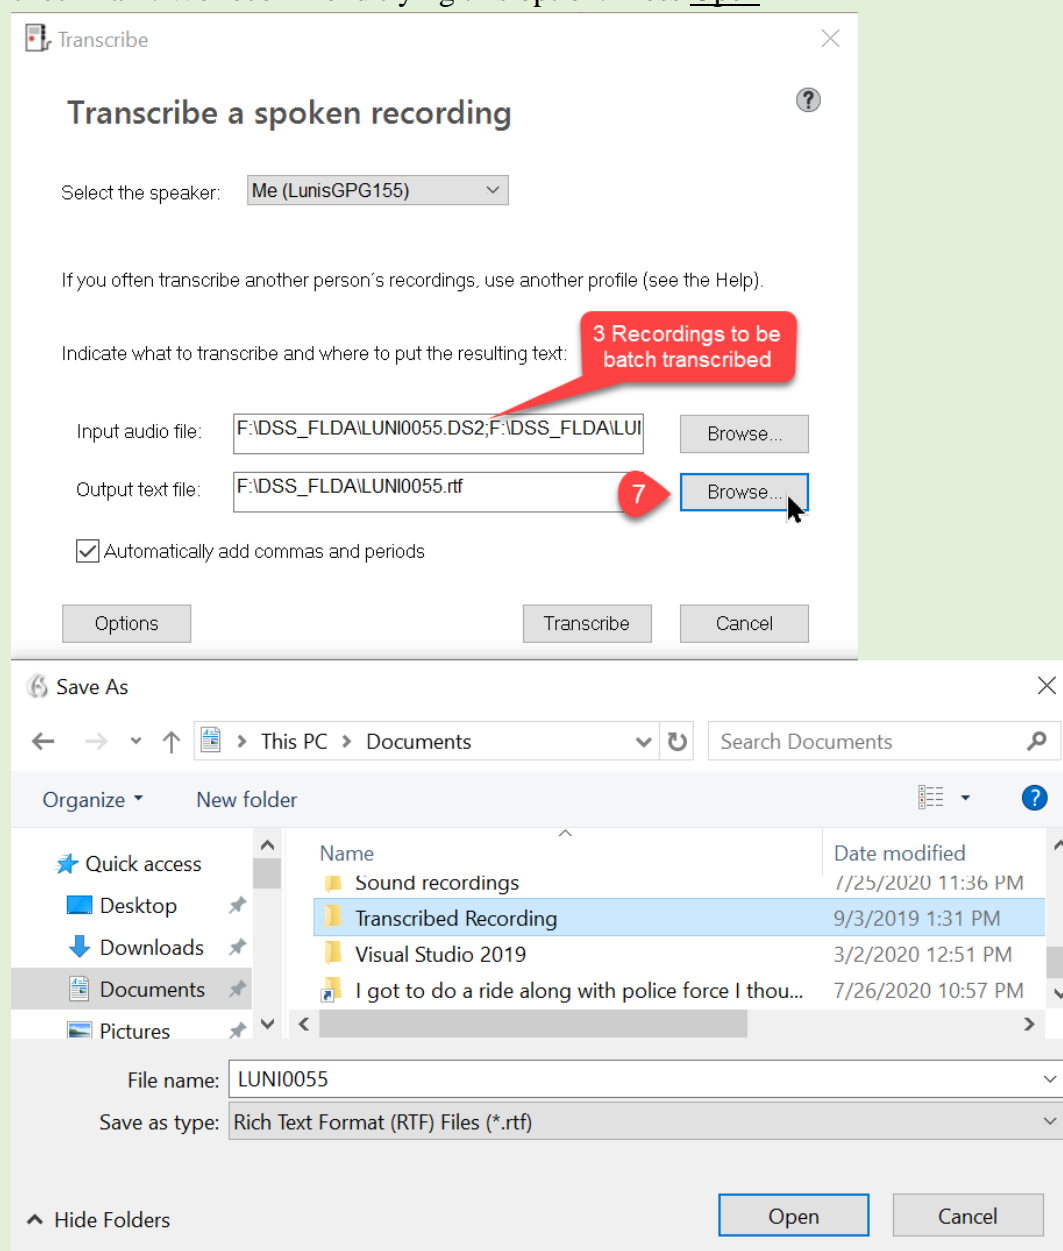 Transcribe
Transcribe a spoken recording
?
Select the speaker: Me (LunisGPG155)
If you often transcribe another person´s recordings, use another profile (see the Help).
3 Recordings to be
batch transcribed
Indicate what to transcribe and where to put the resulting text:
Input audio file: F:\DSS_FLDA\LUNI0055.DS2;F:\DSS_FLDA\LUI Browse...
Output text file: F:\DSS_FLDA\LUNI0055.rtf 7 Browse...
Automatically add commas and periods
Options Transcribe Cancel
Save As
This PC > Documents Search Documents
Organize New folder ?
Name Date modified
Quick access
Sound recordings 7/25/2020 11:36 PM
Desktop Transcribed Recording 9/3/2019 1:31 PM
Downloads Visual Studio 2019 3/2/2020 12:51 PM
Documents I got to do a ride along with police force I thou... 7/26/2020 10:57 PM
Pictures
File name: LUNI0055
Save as type: Rich Text Format (RTF) Files (*.rtf)
Hide Folders Open Cancel